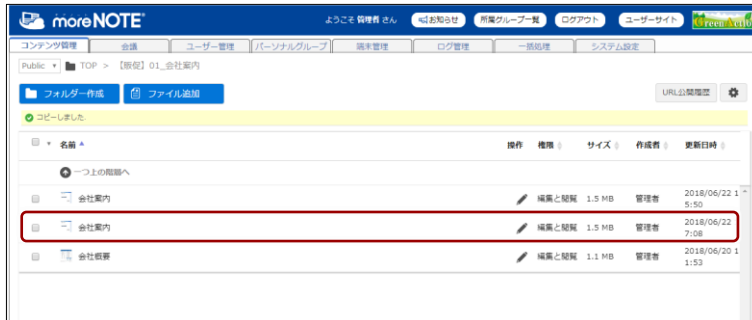 moreNOTE
ようこそ 管理者 さん
お知らせ
所属グループ一覧
ログアウト
ユーザーサイト
コンテンツ管理
会議
ユーザー管理
パーソナルグループ
端末管理
ログ管理
一括処理
システム設定
Public
TOP > 【販促】01_会社案内
フォルダー作成
ファイル追加
URL公開履歴
コピーしました。
名前
操作
権限
サイズ
作成者
更新日時
一つ上の階層へ
会社案内 編集と閲覧 1.5 MB 管理者 2018/06/22 1
5:50
会社案内 編集と閲覧 1.5 MB 管理者 2018/06/22
7:08
会社概要 編集と閲覧 1.1 MB 管理者 2018/06/20 1
1:53